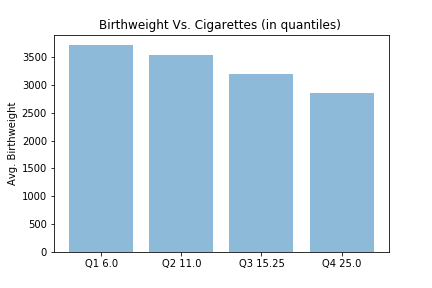 Birthweight Vs. Cigarettes (in quantiles)
Avg. Birthweight
3500
3000
2500
2000
1500
1000
500
0
Q1 6.0
Q2 11.0
Q3 15.25
Q4 25.0